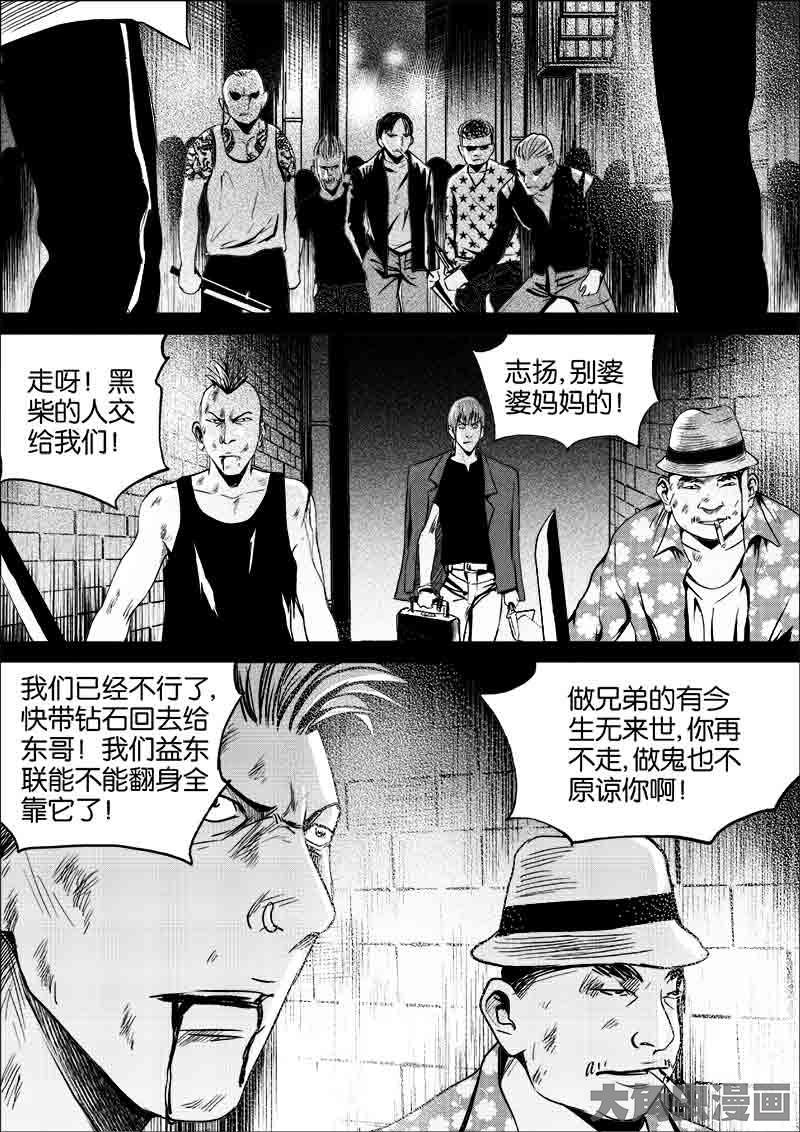 走呀！黑
柴的人交
给我们！
志扬,别婆
婆妈妈的！
我们已经不行了,
快带钻石回去给
东哥！我们益东
联能不能翻身全
靠它了！
做兄弟的有今
生无来世,你再
不走,做鬼也不
原谅你啊！
漫画